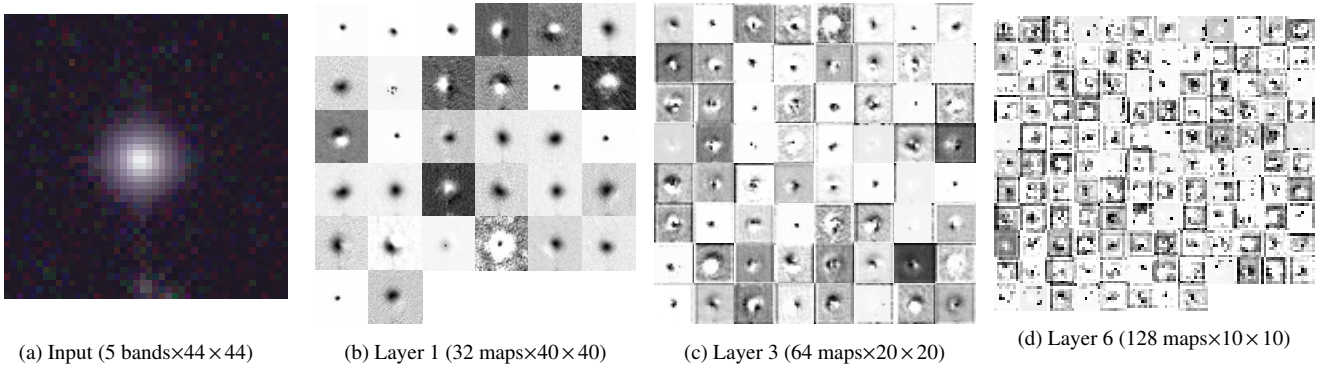 (a) Input (5 bands×44×44)
(b) Layer 1 (32 maps×40×40)
(c) Layer 3 (64 maps×20×20)
(d) Layer 6 (128 maps×10×10)